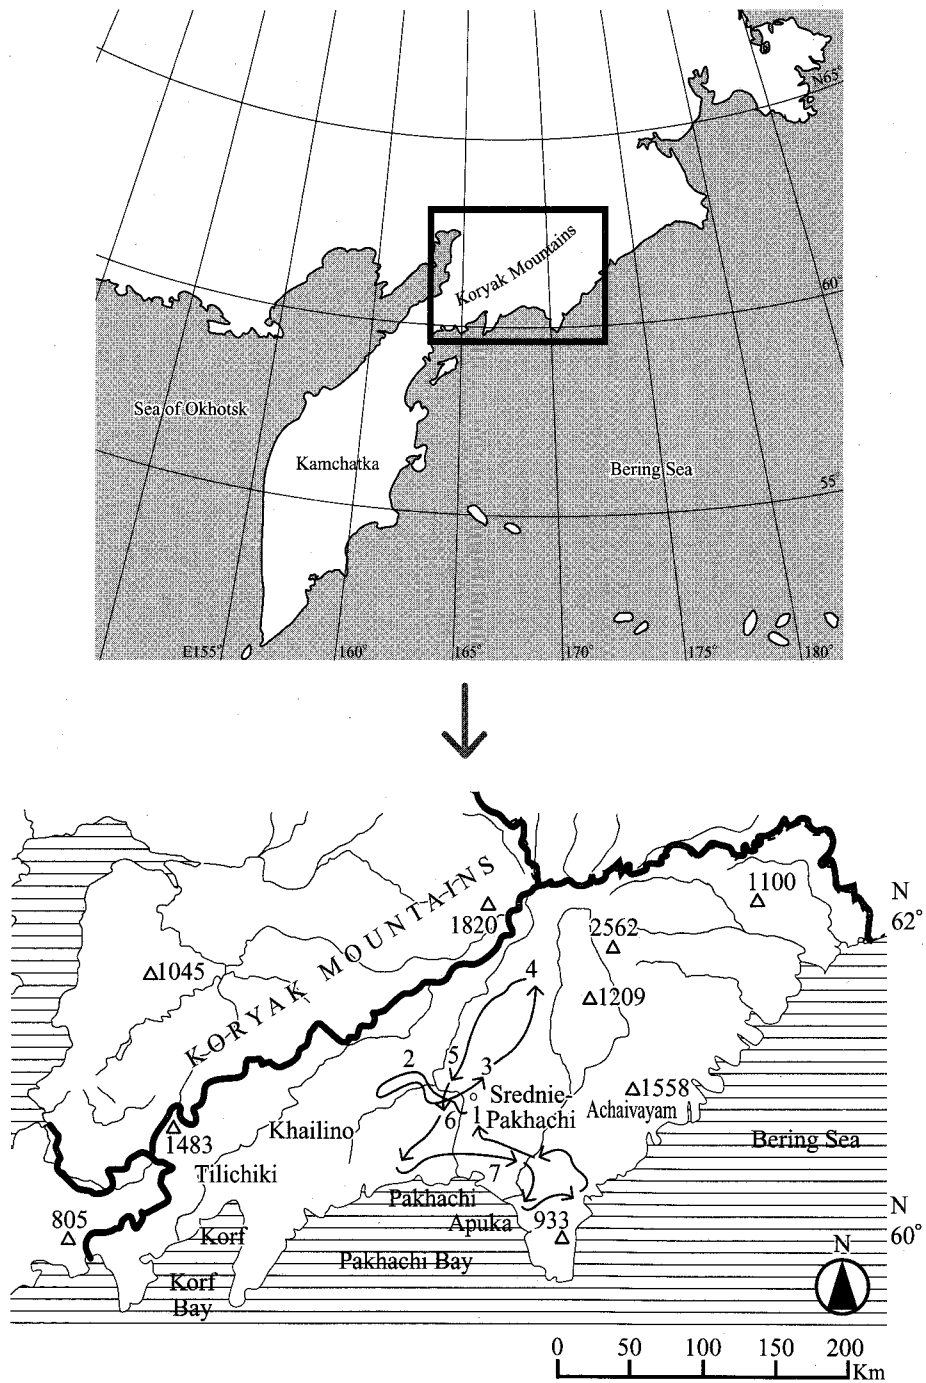 N65°
Koryak Mountains
60°
Sea of Okhotsk
Kamchatka
Bering Sea
55°
E155°
160°
165°
170°
175°
180°
KORYAK MOUNTAINS
1100
N
62°
1820
2562
1045
4
1209
2
5
3
1558
Srednie-
Pakhachi
1
Achaivayam
6
Khailino
1483
Bering Sea
Tilichiki
7
Pakhachi
N
60°
805
Korf
Apuka
933
Pakhachi Bay
N
Korf
Bay
0 50 100 150 200
Km